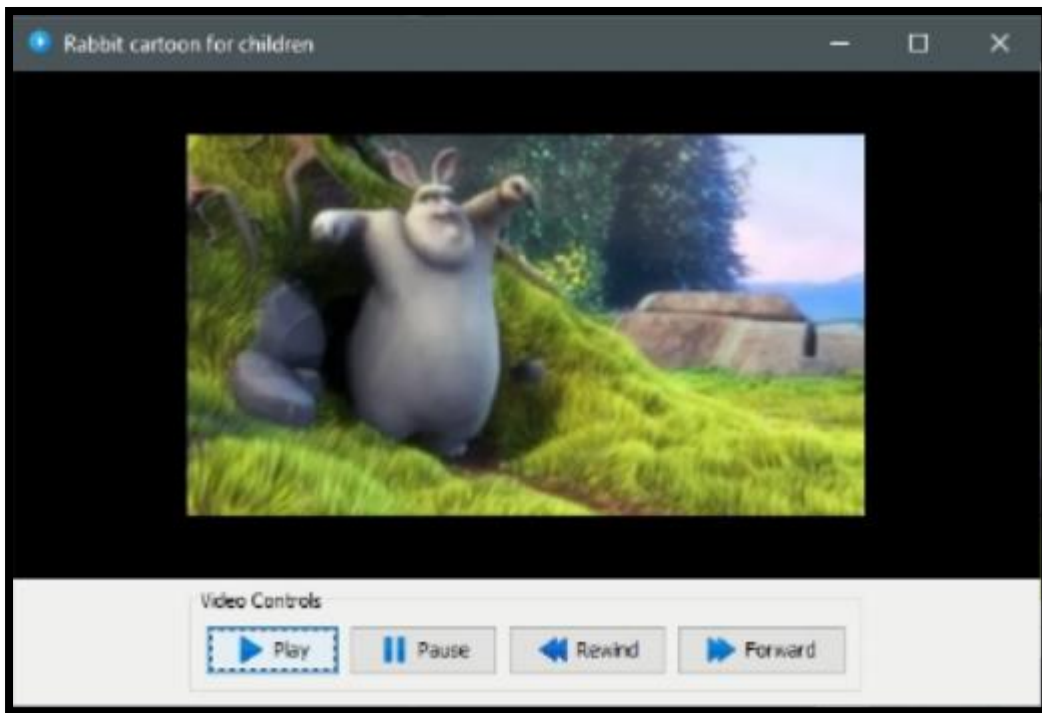 Rabbit cartoon for children
Video Controls
Play Pause Rewind Forward